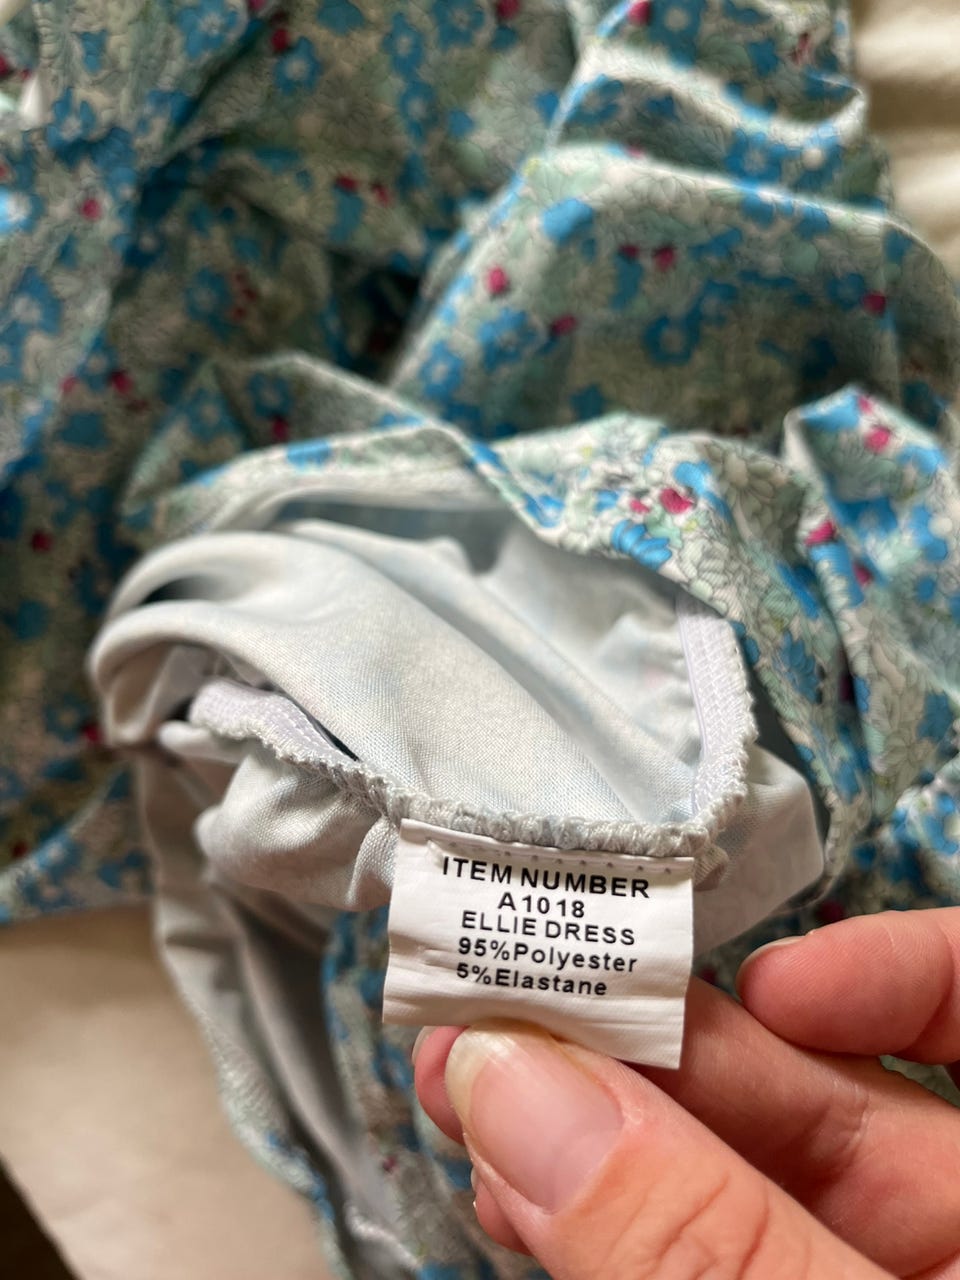 ITEM NUMBER
A1018
ELLIE DRESS
95%Polyester
5%Elastane